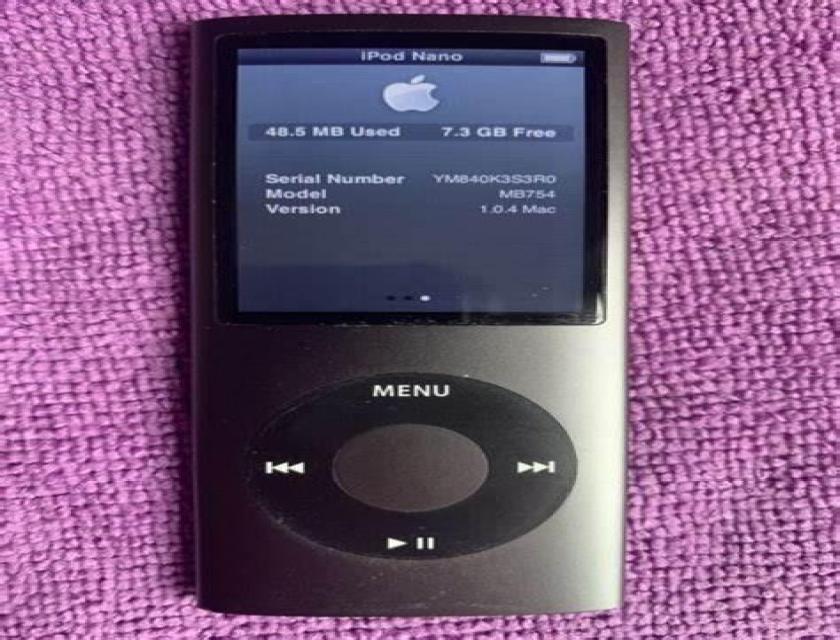 iPod Nano
48.5 MB Used 7.3 GB Free
Serial Number YM840K3S3R0
Model MB754
Version 1.0.4 Mac
MENU